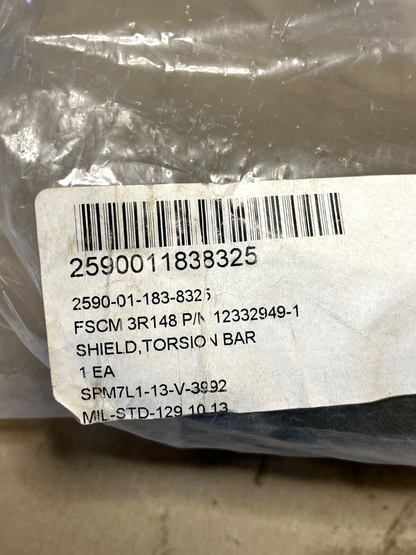 2590011838325
2590-01-183-8325
FSCM 3R148 P/N 12332949-1
SHIELD,TORSION BAR
1 EA
SPM7L1-13-V-3992
MIL-STD-129 10 13